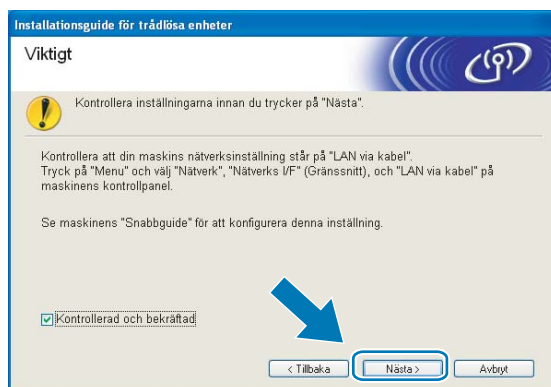 Installationsguide för trådlösa enheter
Viktigt
Kontrollera inställningarna innan du trycker på "Nästa".
Kontrollera att din maskins nätverksinställning står på "LAN via kabel".
Tryck på "Menu" och välj "Nätverk", "Nätverks I/F" (Gränssnitt), och "LAN via kabel" på
maskinens kontrollpanel.
Se maskinens "Snabbguide" för att konfigurera denna inställning.
Kontrollerad och bekräftad
< Tillbaka
Nästa >
Avbryt